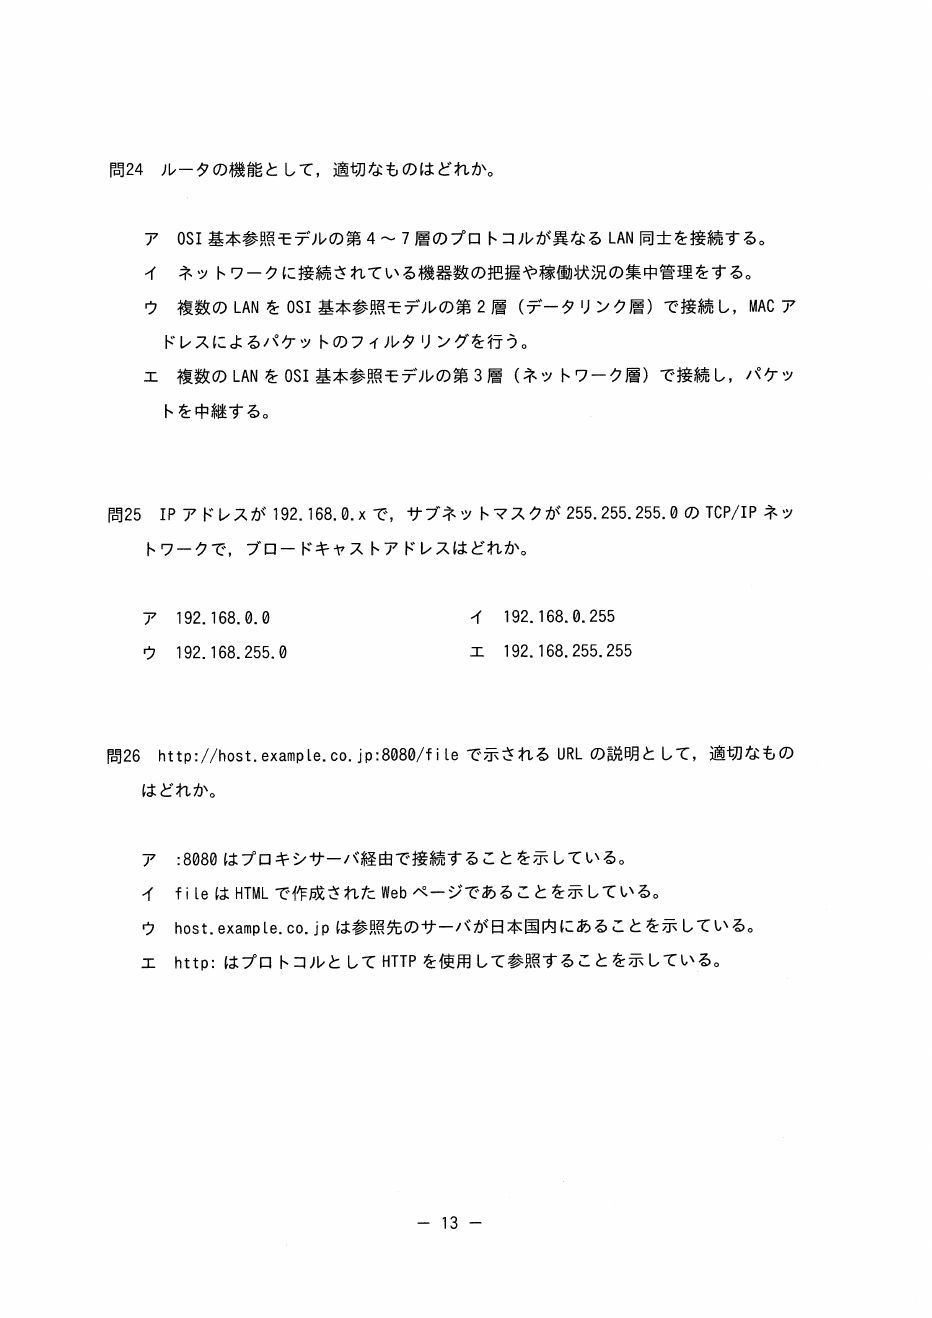 問24 ルータの機能として，適切なものはどれか。
ア OSI 基本参照モデルの第 4 ～ 7 層のプロトコルが異なる LAN 同士を接続する。
イ ネットワークに接続されている機器数の把握や稼働状況の集中管理をする。
ウ 複数の LAN を OSI 基本参照モデルの第 2 層（データリンク層）で接続し，MAC ア
ドレスによるパケットのフィルタリングを行う。
エ 複数の LAN を OSI 基本参照モデルの第 3 層（ネットワーク層）で接続し，パケッ
トを中継する。
問25 IP アドレスが 192.168.0.x で，サブネットマスクが 255.255.255.0 の TCP/IP ネッ
トワークで，ブロードキャストアドレスはどれか。
ア 192.168.0.0 イ 192.168.0.255
ウ 192.168.255.0 エ 192.168.255.255
問26 http://host.example.co.jp:8080/file で示される URL の説明として，適切なもの
はどれか。
ア :8080 はプロキシサーバ経由で接続することを示している。
イ file は HTML で作成された Web ページであることを示している。
ウ host.example.co.jp は参照先のサーバが日本国内にあることを示している。
エ http: はプロトコルとして HTTP を使用して参照することを示している。
－ 13 －